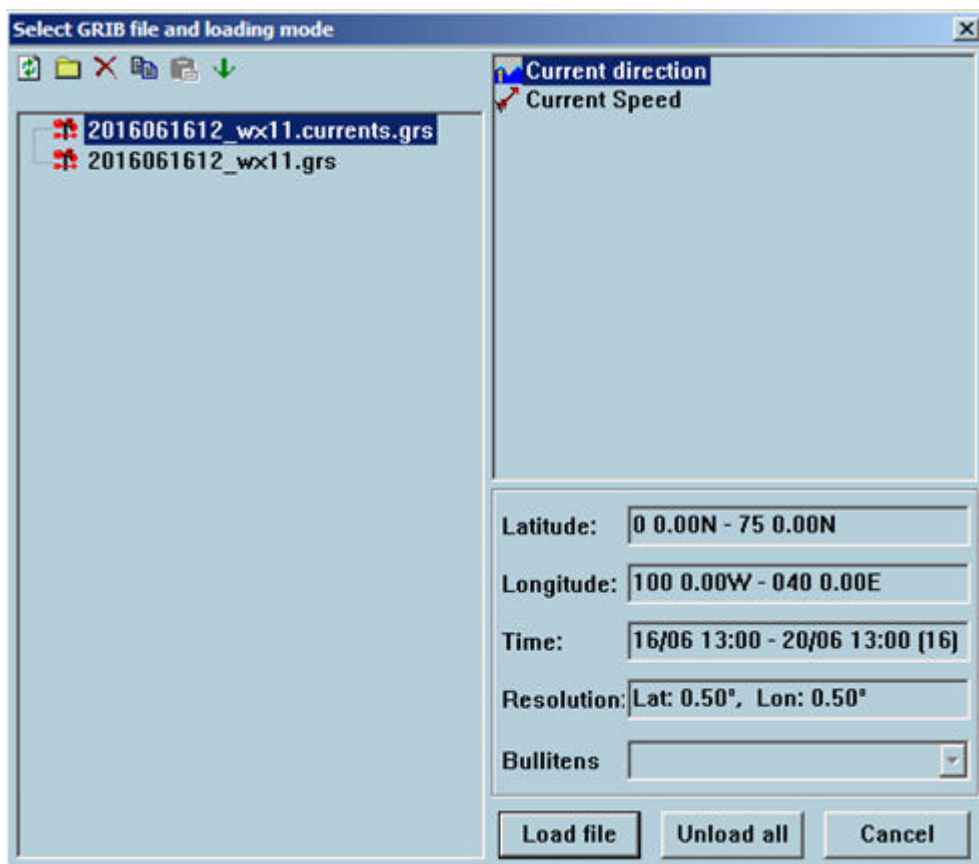 Select GRIB file and loading mode
2016061612_wx11.currents.grs
2016061612_wx11.grs
Current direction
Current Speed
Latitude: 0 0.00N - 75 0.00N
Longitude: 100 0.00W - 040 0.00E
Time: 16/06 13:00 - 20/06 13:00 (16)
Resolution: Lat: 0.50°, Lon: 0.50°
Bullitens
Load file Unload all Cancel